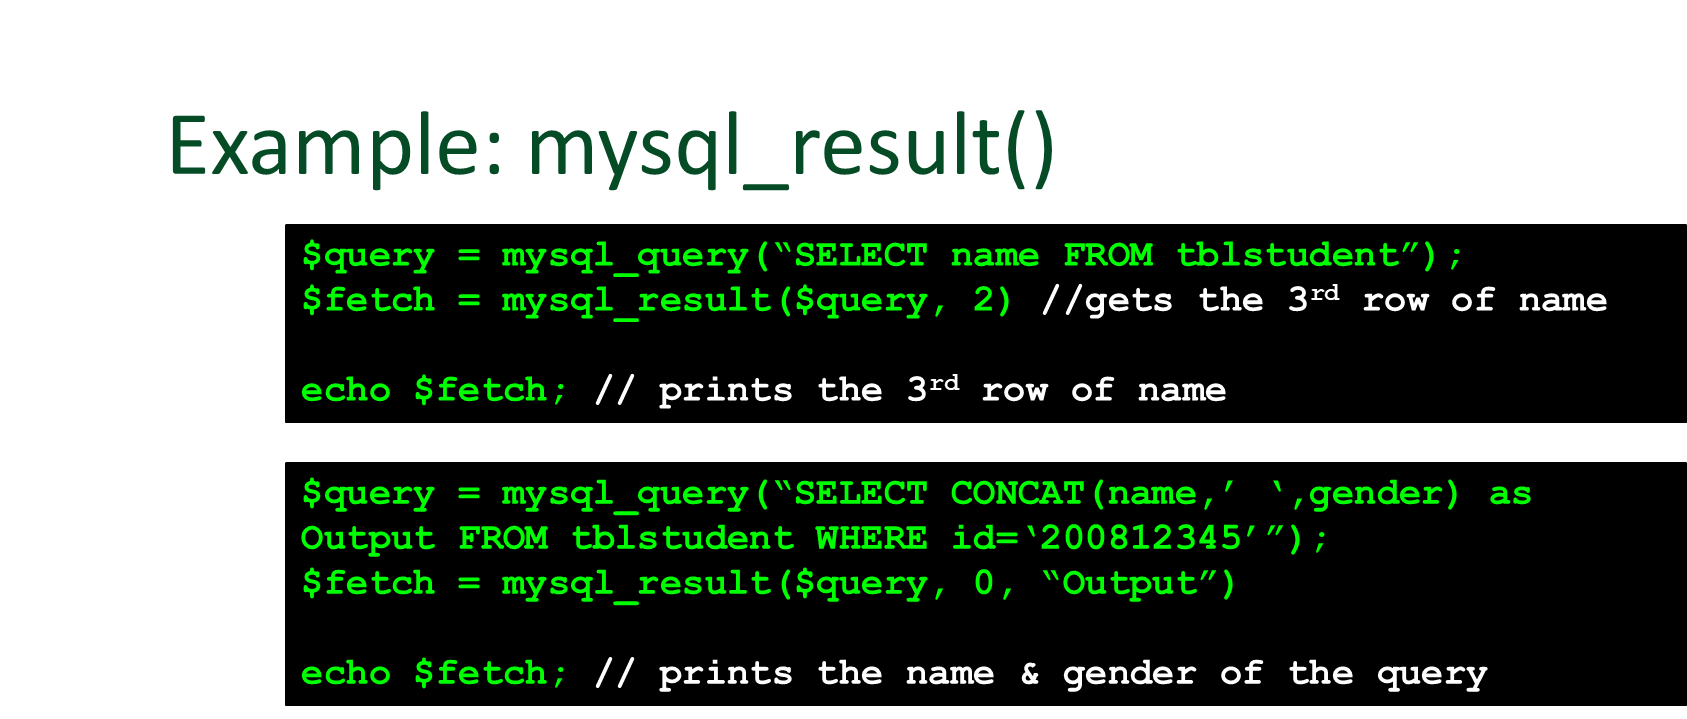 Example: mysql_result()
$query = mysql_query(“SELECT name FROM tblstudent”);
$fetch = mysql_result($query, 2) //gets the 3rd row of name
echo $fetch; // prints the 3rd row of name
$query = mysql_query(“SELECT CONCAT(name,’ ‘,gender) as
Output FROM tblstudent WHERE id=‘200812345’”);
$fetch = mysql_result($query, 0, “Output”)
echo $fetch; // prints the name & gender of the query